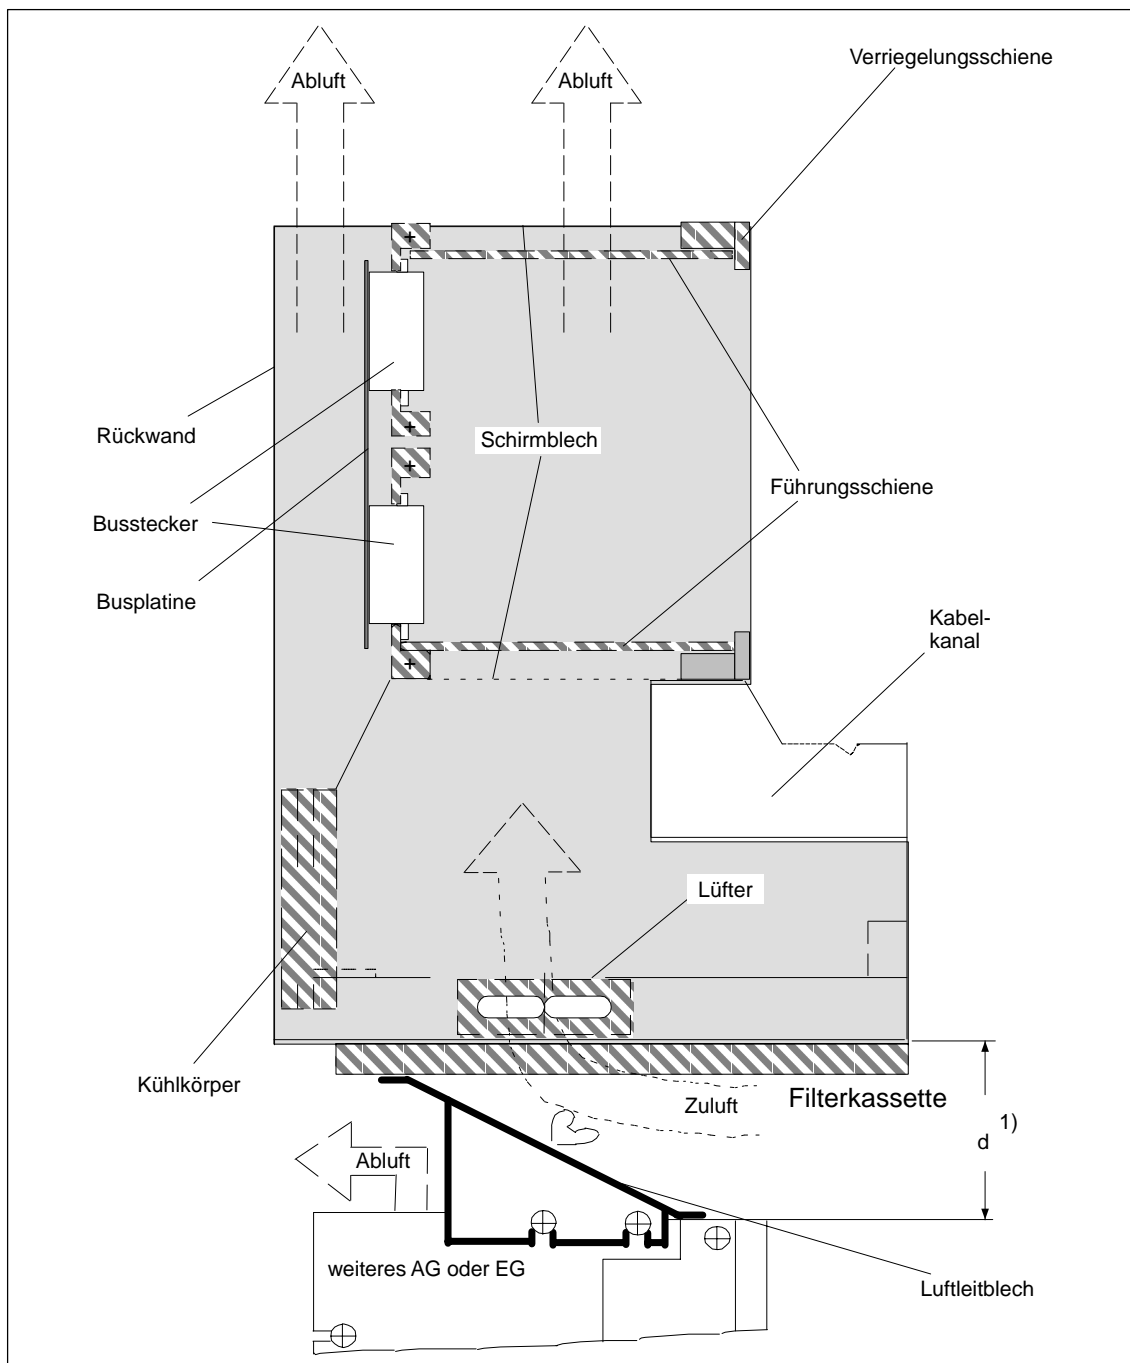 Verriegelungsschiene
Abluft
Abluft
Rückwand
Schirmblech
Führungsschiene
Busstecker
Busplatine
Kabel-
kanal
Lüfter
Kühlkörper
Zuluft
Filterkassette
d 1)
Abluft
weiteres AG oder EG
Luftleitblech